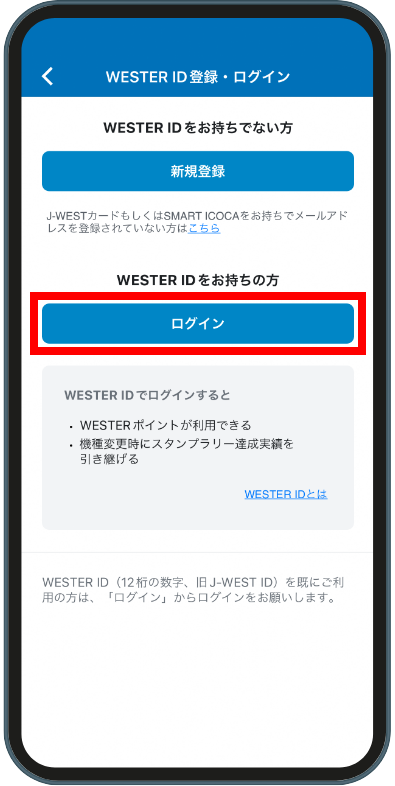 WESTER ID登録・ログイン
WESTER IDをお持ちでない方
新規登録
J-WESTカードもしくはSMART ICOCAをお持ちでメールアド
レスを登録されていない方はこちら
WESTER IDをお持ちの方
ログイン
WESTER IDでログインすると
・WESTERポイントが利用できる
・機種変更時にスタンプラリー達成実績を
引き継げる
WESTER IDとは
WESTER ID（12桁の数字、旧J-WEST ID）を既にご利
用の方は、「ログイン」からログインをお願いします。